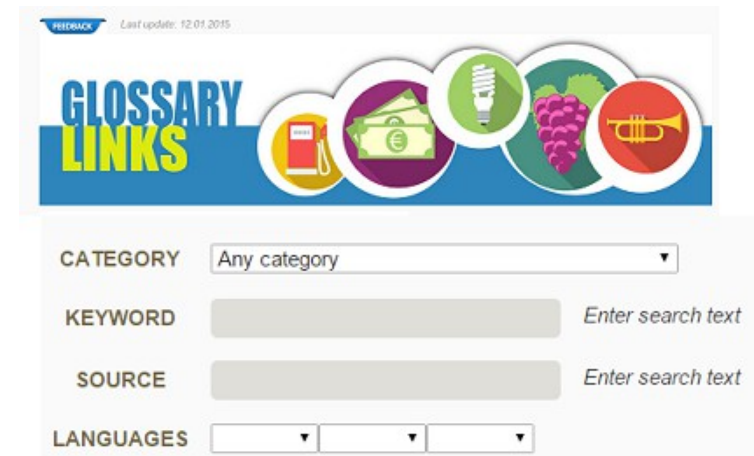 FEEDBACK Last update: 12.01.2015
GLOSSARY
LINKS
CATEGORY Any category
KEYWORD Enter search text
SOURCE Enter search text
LANGUAGES